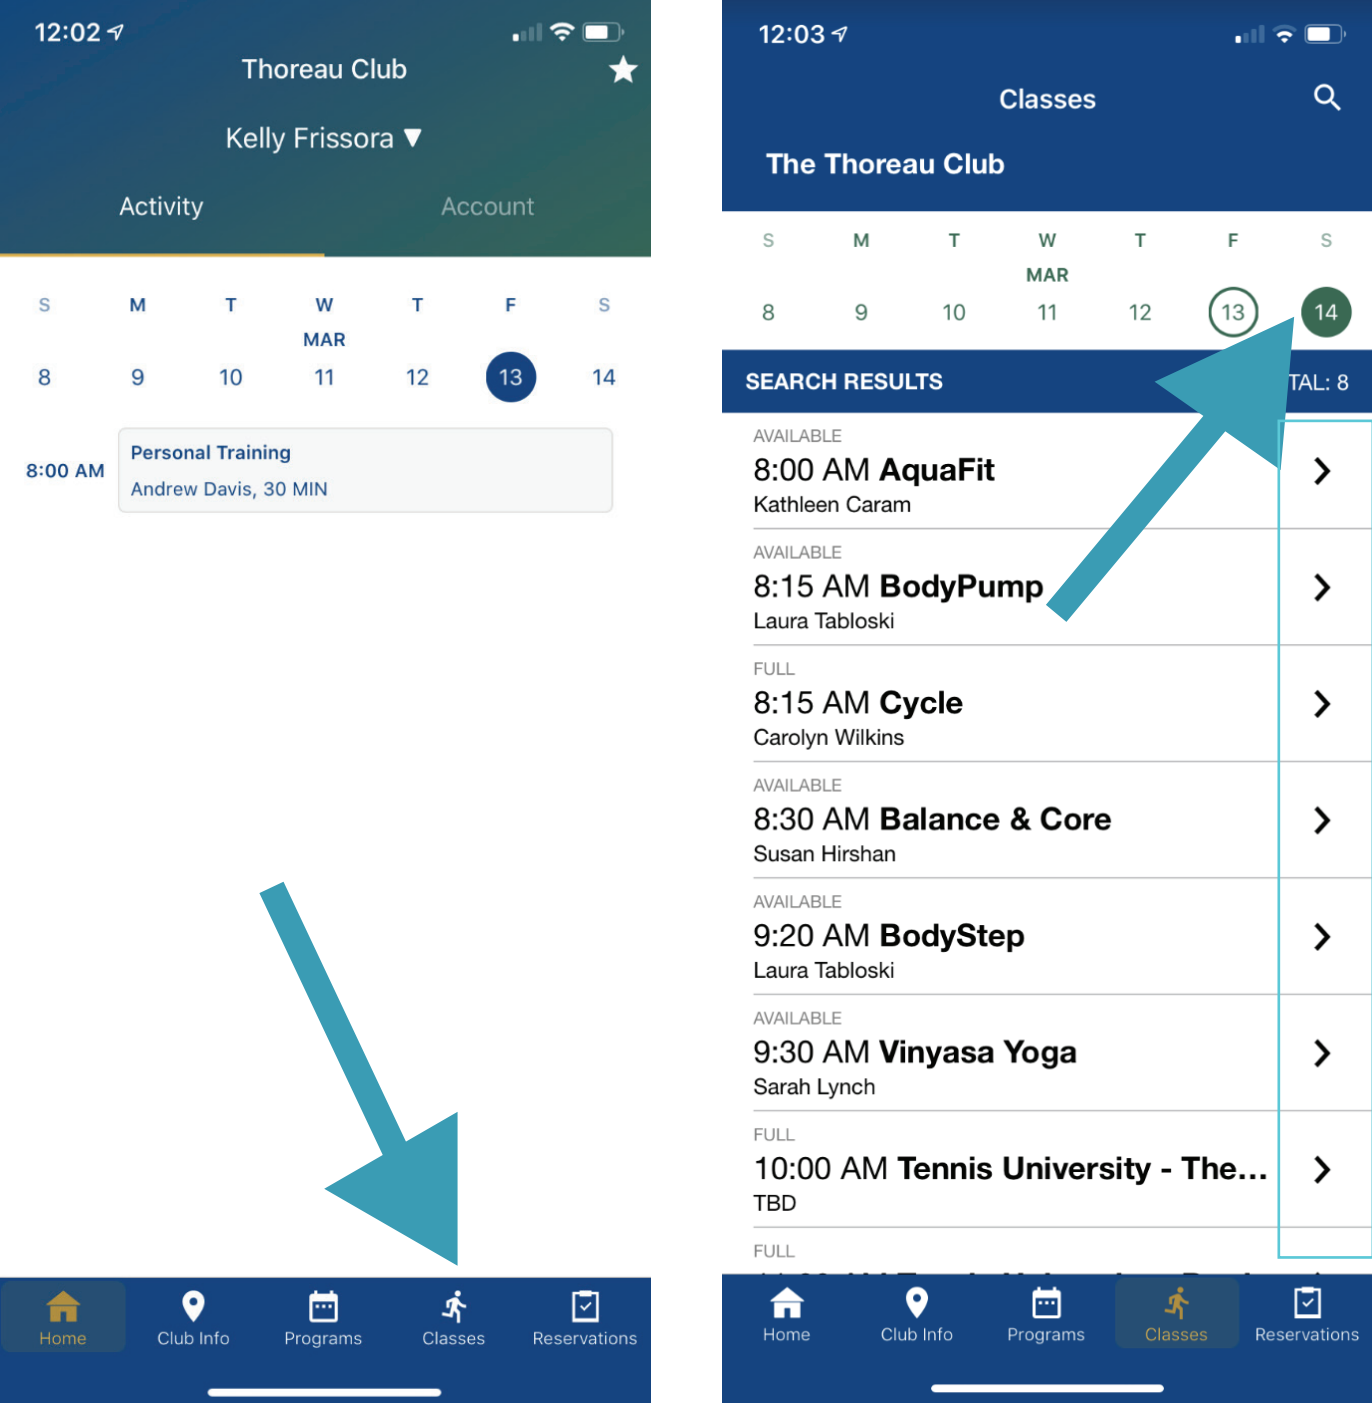 12:02
Thoreau Club
Kelly Frissora
Activity Account
S M T W T F S
MAR
8 9 10 11 12 13 14
8:00 AM
Personal Training
Andrew Davis, 30 MIN
Home Club Info Programs Classes Reservations
12:03
Classes
The Thoreau Club
S M T W T F S
MAR
8 9 10 11 12 13 14
SEARCH RESULTS TAL: 8
AVAILABLE
8:00 AM AquaFit
Kathleen Caram
AVAILABLE
8:15 AM BodyPump
Laura Tabloski
FULL
8:15 AM Cycle
Carolyn Wilkins
AVAILABLE
8:30 AM Balance & Core
Susan Hirshan
AVAILABLE
9:20 AM BodyStep
Laura Tabloski
AVAILABLE
9:30 AM Vinyasa Yoga
Sarah Lynch
FULL
10:00 AM Tennis University - The...
TBD
FULL
Home Club Info Programs Classes Reservations